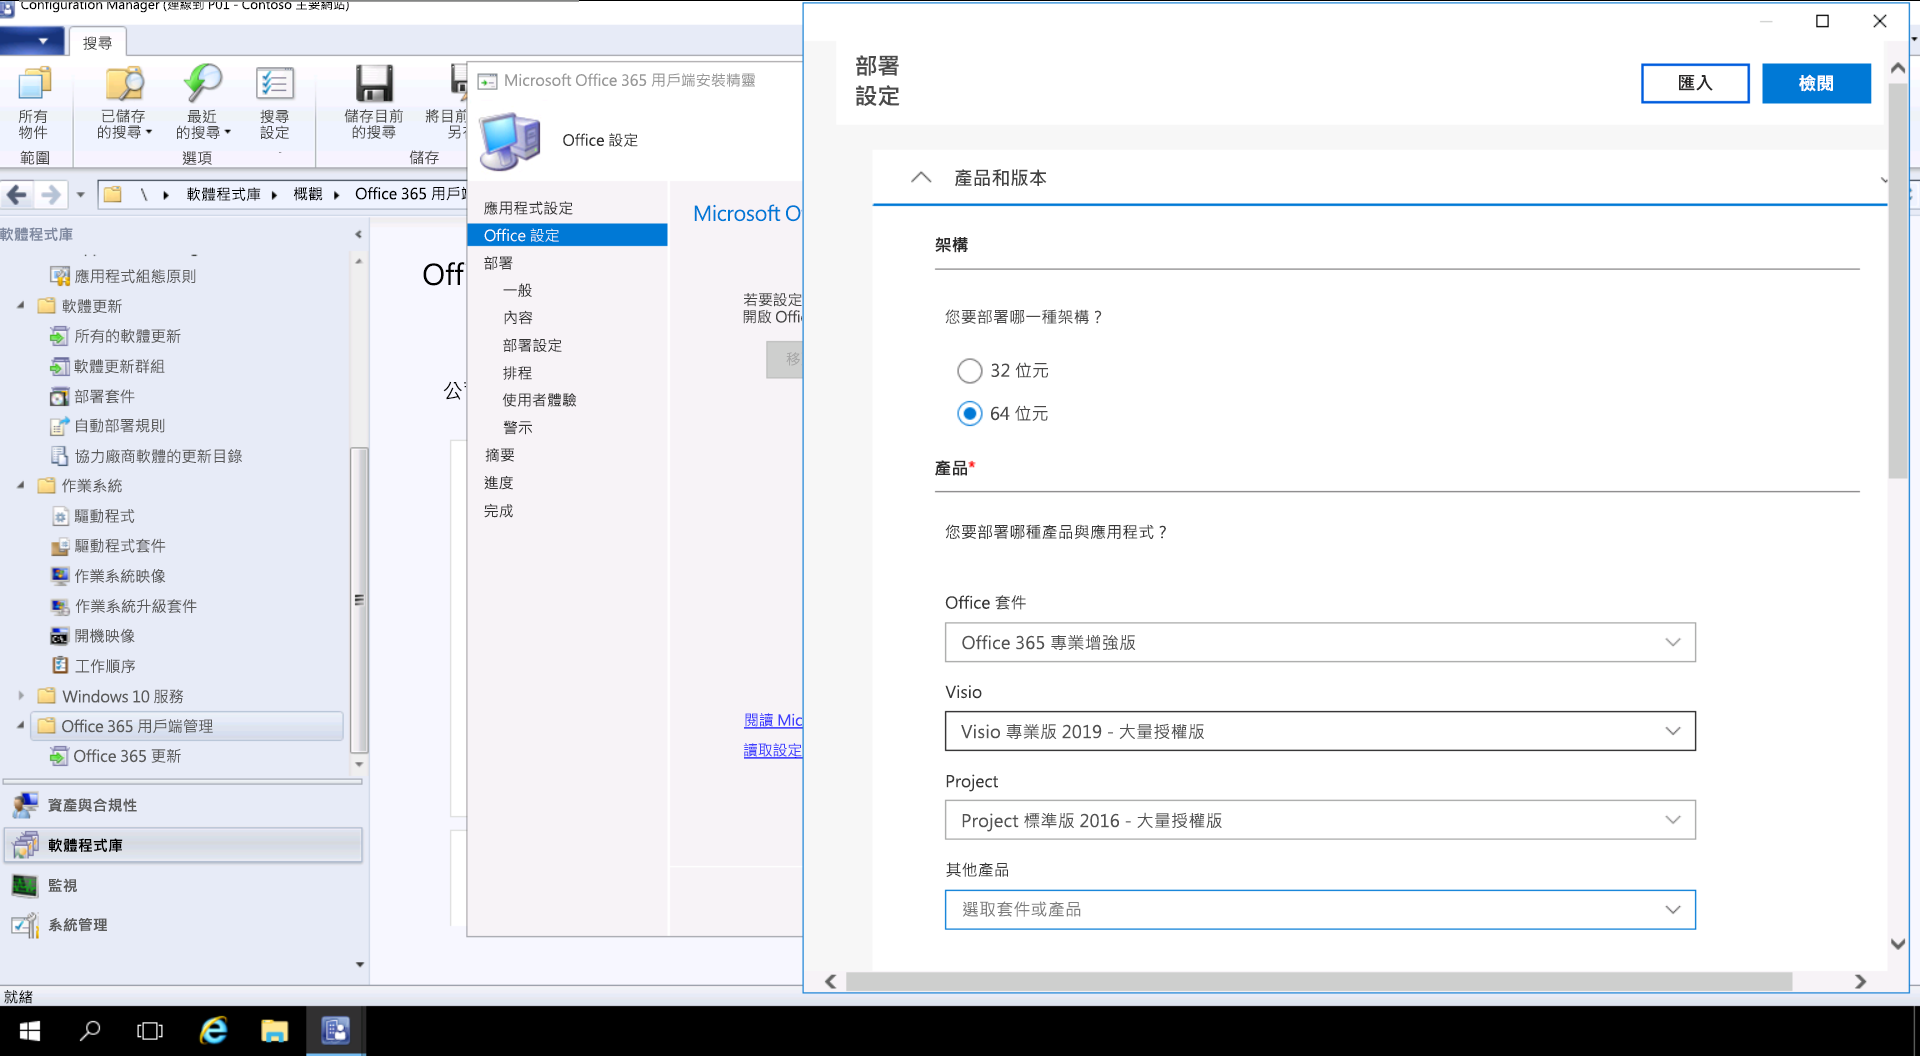 Configuration Manager (連線到 P01 - Contoso 主要網站)
搜尋
所有
物件
已儲存
的搜尋
最近
的搜尋
搜尋
設定
儲存目前
的搜尋
將目前
另存
範圍
選項
儲存
\ 軟體程式庫 概觀 Office 365 用戶
軟體程式庫
應用程式組態原則
軟體更新
所有的軟體更新
軟體更新群組
部署套件
自動部署規則
協力廠商軟體的更新目錄
作業系統
驅動程式
驅動程式套件
作業系統映像
作業系統升級套件
開機映像
工作順序
Windows 10 服務
Office 365 用戶端管理
Office 365 更新
資產與合規性
軟體程式庫
監視
系統管理
就緒
Off
Microsoft Office 365 用戶端安裝精靈
Office 設定
應用程式設定
Office 設定
部署
一般
內容
部署設定
排程
使用者體驗
警示
摘要
進度
完成
Microsoft O
若要設定
開啟 Offi
移
閱讀 Mic
讀取設定
部署
設定
匯入
檢閱
產品和版本
架構
您要部署哪一種架構？
32 位元
64 位元
產品*
您要部署哪種產品與應用程式？
Office 套件
Office 365 專業增強版
Visio
Visio 專業版 2019 - 大量授權版
Project
Project 標準版 2016 - 大量授權版
其他產品
選取套件或產品